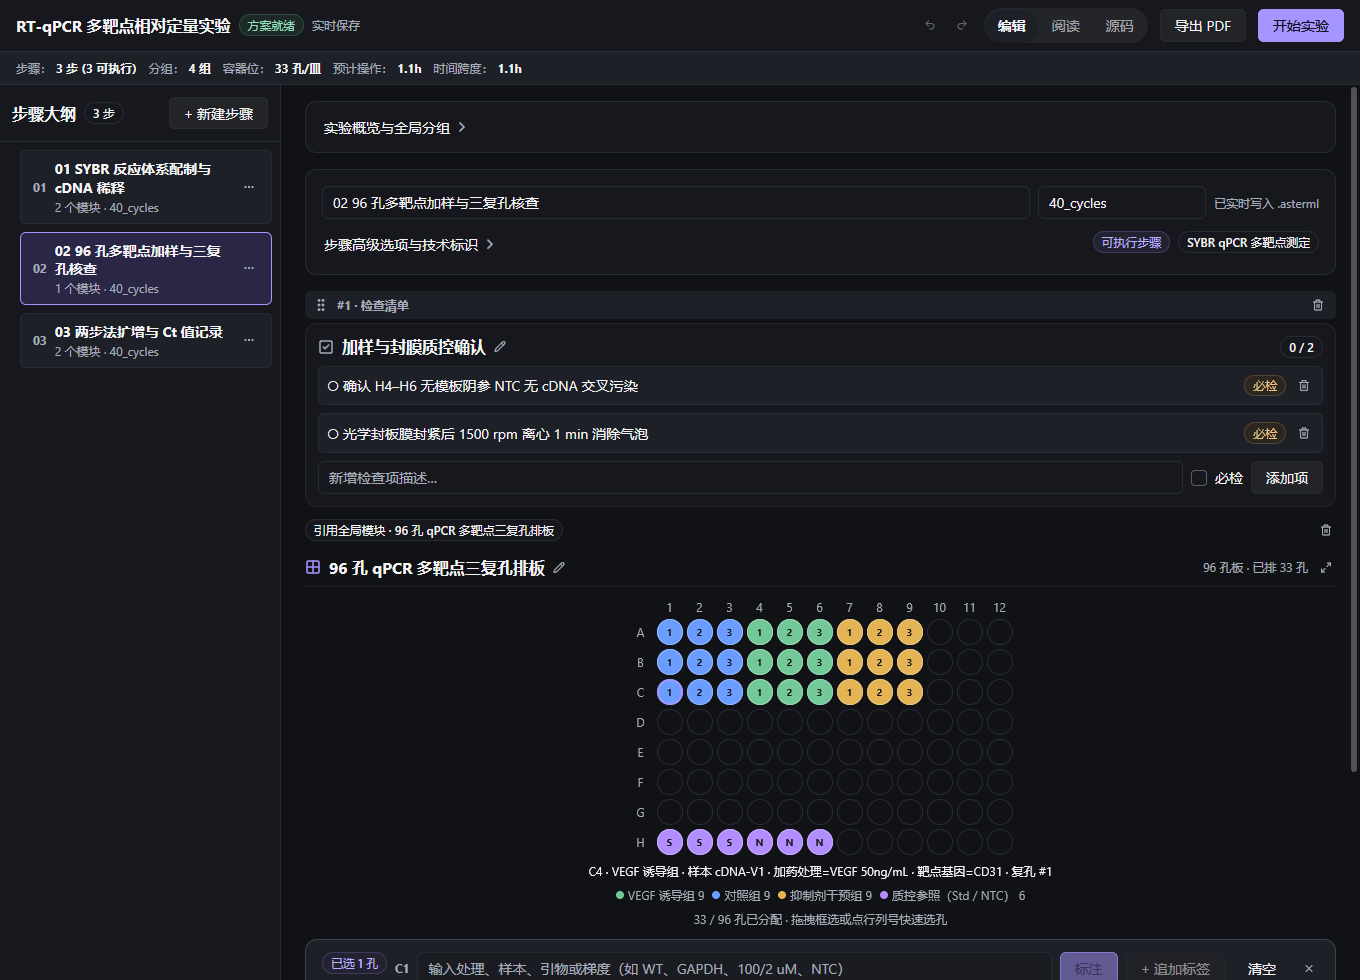 RT-qPCR 多靶点相对定量实验 方案就绪 实时保存 编辑 阅读 源码 导出 PDF 开始实验
步骤: 3 步 (3 可执行) 分组: 4 组 容器位: 33 孔/皿 预计操作: 1.1h 时间跨度: 1.1h
步骤大纲 3 步 + 新建步骤
01 01 SYBR 反应体系配制与 cDNA 稀释 ···
2 个模块 · 40_cycles
02 02 96 孔多靶点加样与三复孔核查 ···
1 个模块 · 40_cycles
03 03 两步法扩增与 Ct 值记录 ···
2 个模块 · 40_cycles
实验概览与全局分组
02 96 孔多靶点加样与三复孔核查 40_cycles 已实时写入 .asterml
步骤高级选项与技术标识 可执行步骤 SYBR qPCR 多靶点测定
#1 · 检查清单
加样与封膜质控确认 0 / 2
确认 H4–H6 无模板阴参 NTC 无 cDNA 交叉污染 必检
光学封板膜封紧后 1500 rpm 离心 1 min 消除气泡 必检
新增检查项描述... 必检 添加项
引用全局模块 · 96 孔 qPCR 多靶点三复孔排板
96 孔 qPCR 多靶点三复孔排板 96 孔板 · 已排 33 孔
1 2 3 4 5 6 7 8 9 10 11 12
A 1 2 3 1 2 3 1 2 3
B 1 2 3 1 2 3 1 2 3
C 1 2 3 1 2 3 1 2 3
D
E
F
G
H S S S N N N
C4 · VEGF 诱导组 · 样本 cDNA-V1 · 加药处理=VEGF 50ng/mL · 靶点基因=CD31 · 复孔 #1
VEGF 诱导组 9 对照组 9 抑制剂干预组 9 质控参照（Std / NTC） 6
33 / 96 孔已分配 · 拖拽框选或点行列号快速选孔
已选 1 孔 C1 输入处理、样本、引物或梯度（如 WT、GAPDH、100/2 uM、NTC） 标注 + 追加标签 清空 ×